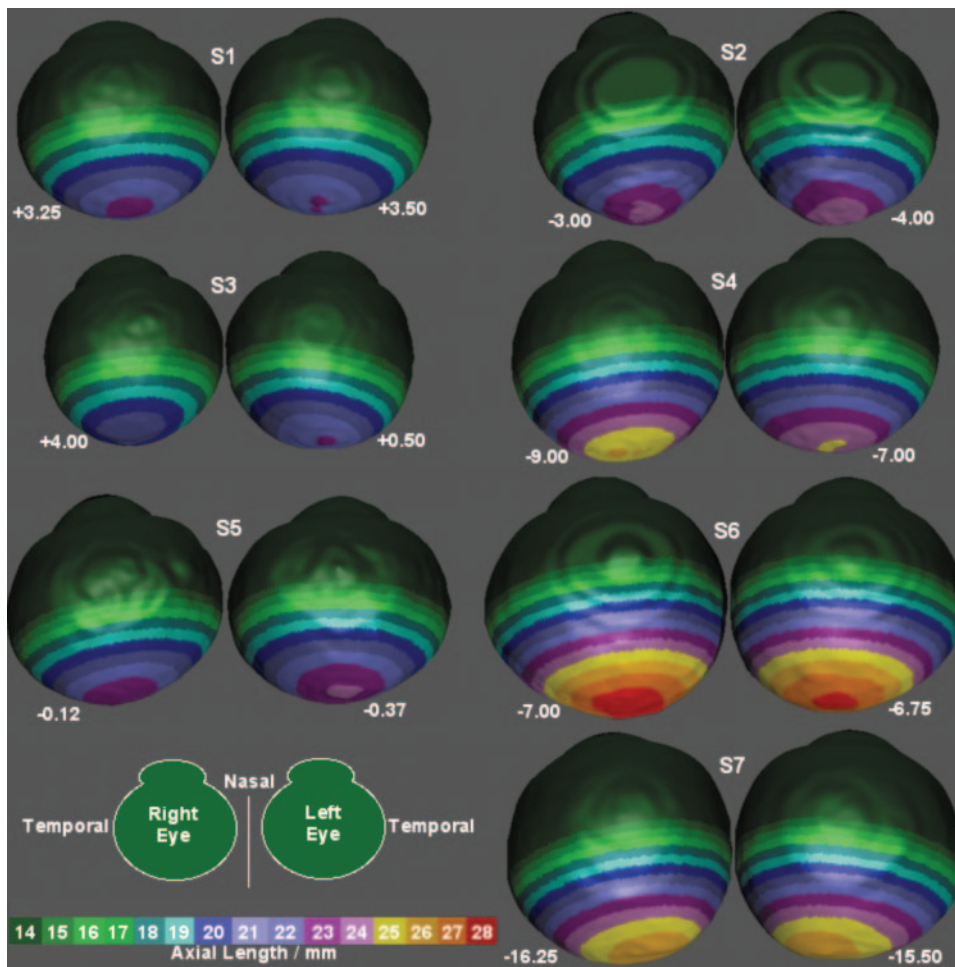 S1
S2
+3.25
+3.50
-3.00
-4.00
S3
S4
+4.00
+0.50
-9.00
-7.00
S5
S6
-0.12
-0.37
-7.00
-6.75
S7
Nasal
Temporal
Right
Eye
Left
Eye
Temporal
14 15 16 17 18 19 20 21 22 23 24 25 26 27 28
Axial Length / mm
-16.25
-15.50